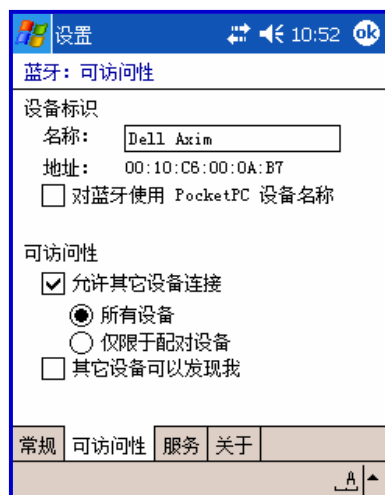 设置 10:52 ok
蓝牙: 可访问性
设备标识
名称: Dell Axim
地址: 00:10:C6:00:0A:B7
对蓝牙使用 PocketPC 设备名称
可访问性
允许其它设备连接
所有设备
仅限于配对设备
其它设备可以发现我
常规 可访问性 服务 关于
A